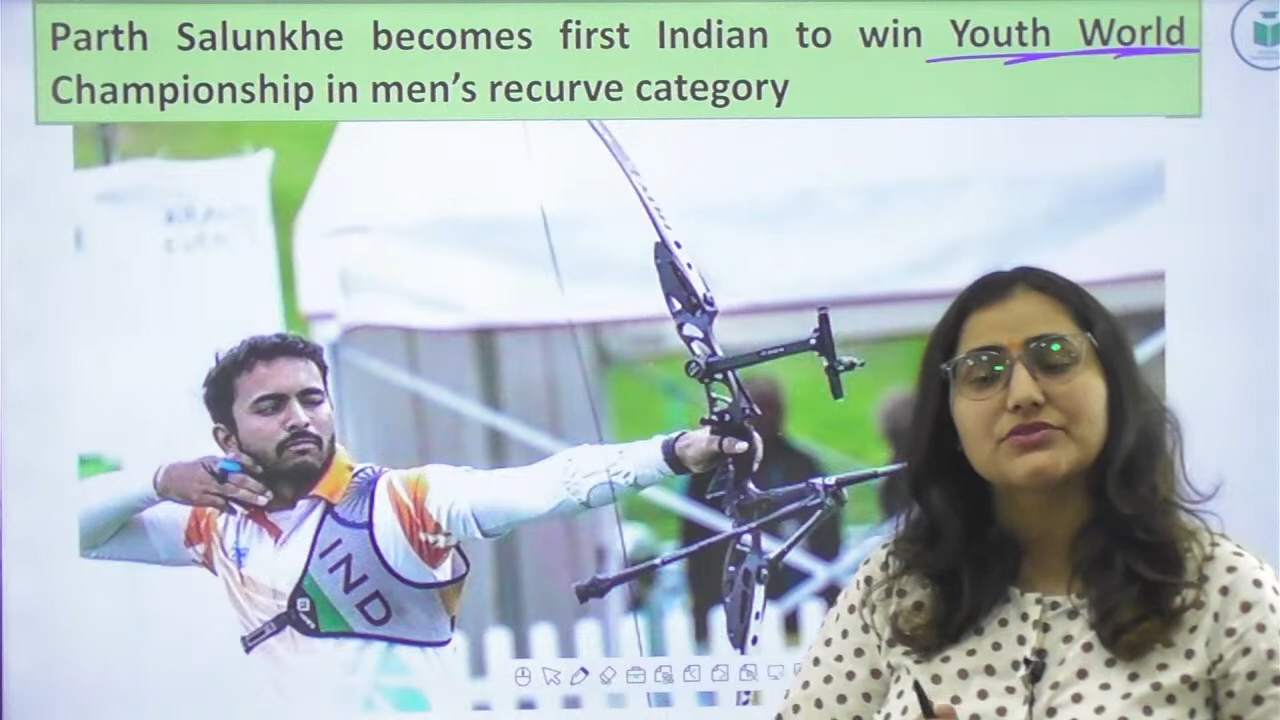 Parth Salunkhe becomes first Indian to win Youth World
Championship in men's recurve category
IND